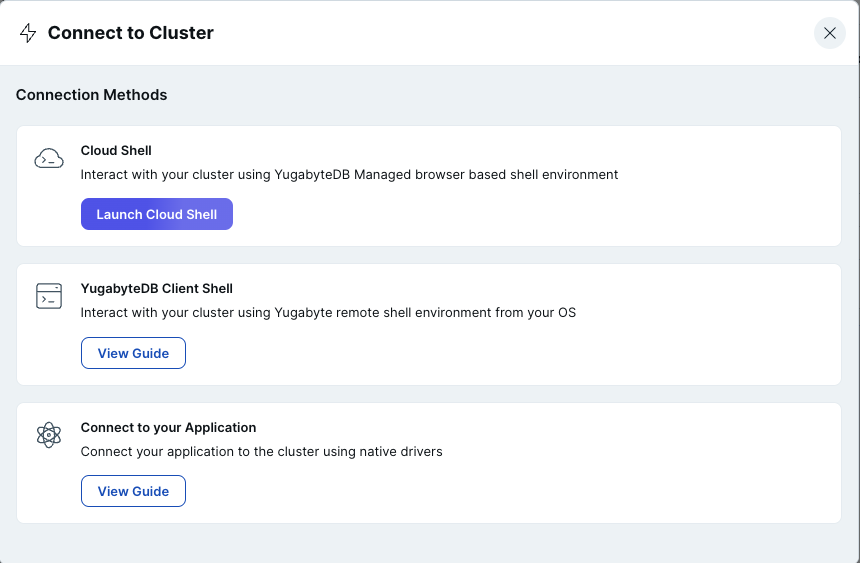 Connect to Cluster
Connection Methods
Cloud Shell
Interact with your cluster using YugabyteDB Managed browser based shell environment
Launch Cloud Shell
YugabyteDB Client Shell
Interact with your cluster using Yugabyte remote shell environment from your OS
View Guide
Connect to your Application
Connect your application to the cluster using native drivers
View Guide